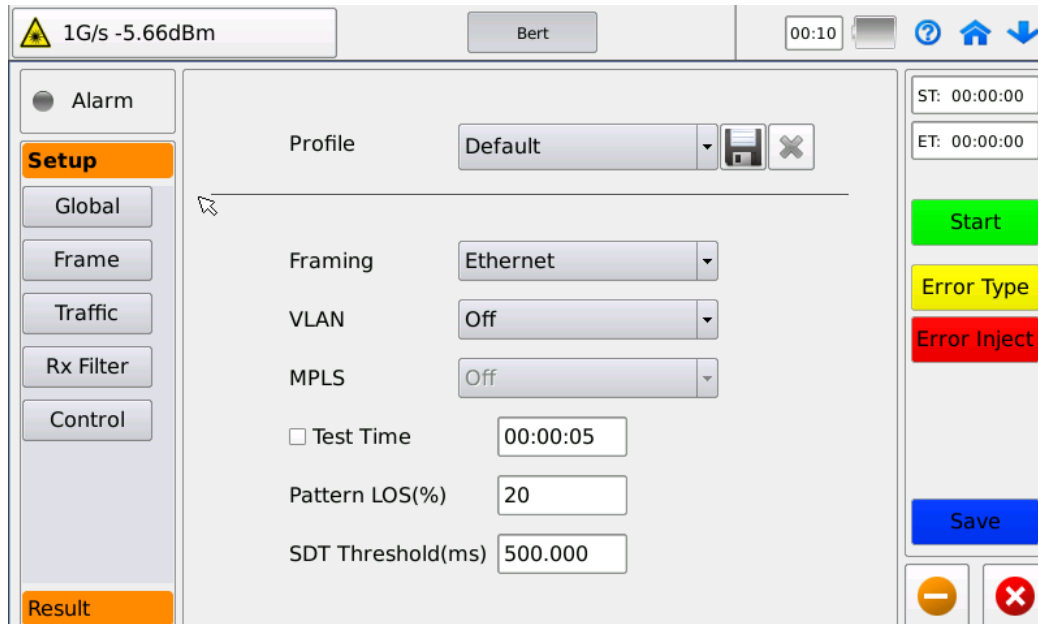 1G/s -5.66dBm
Bert
00:10
Alarm
Setup
Global
Frame
Traffic
Rx Filter
Control
Result
Profile Default
Framing Ethernet
VLAN Off
MPLS Off
Test Time 00:00:05
Pattern LOS(%) 20
SDT Threshold(ms) 500.000
ST: 00:00:00
ET: 00:00:00
Start
Error Type
Error Inject
Save